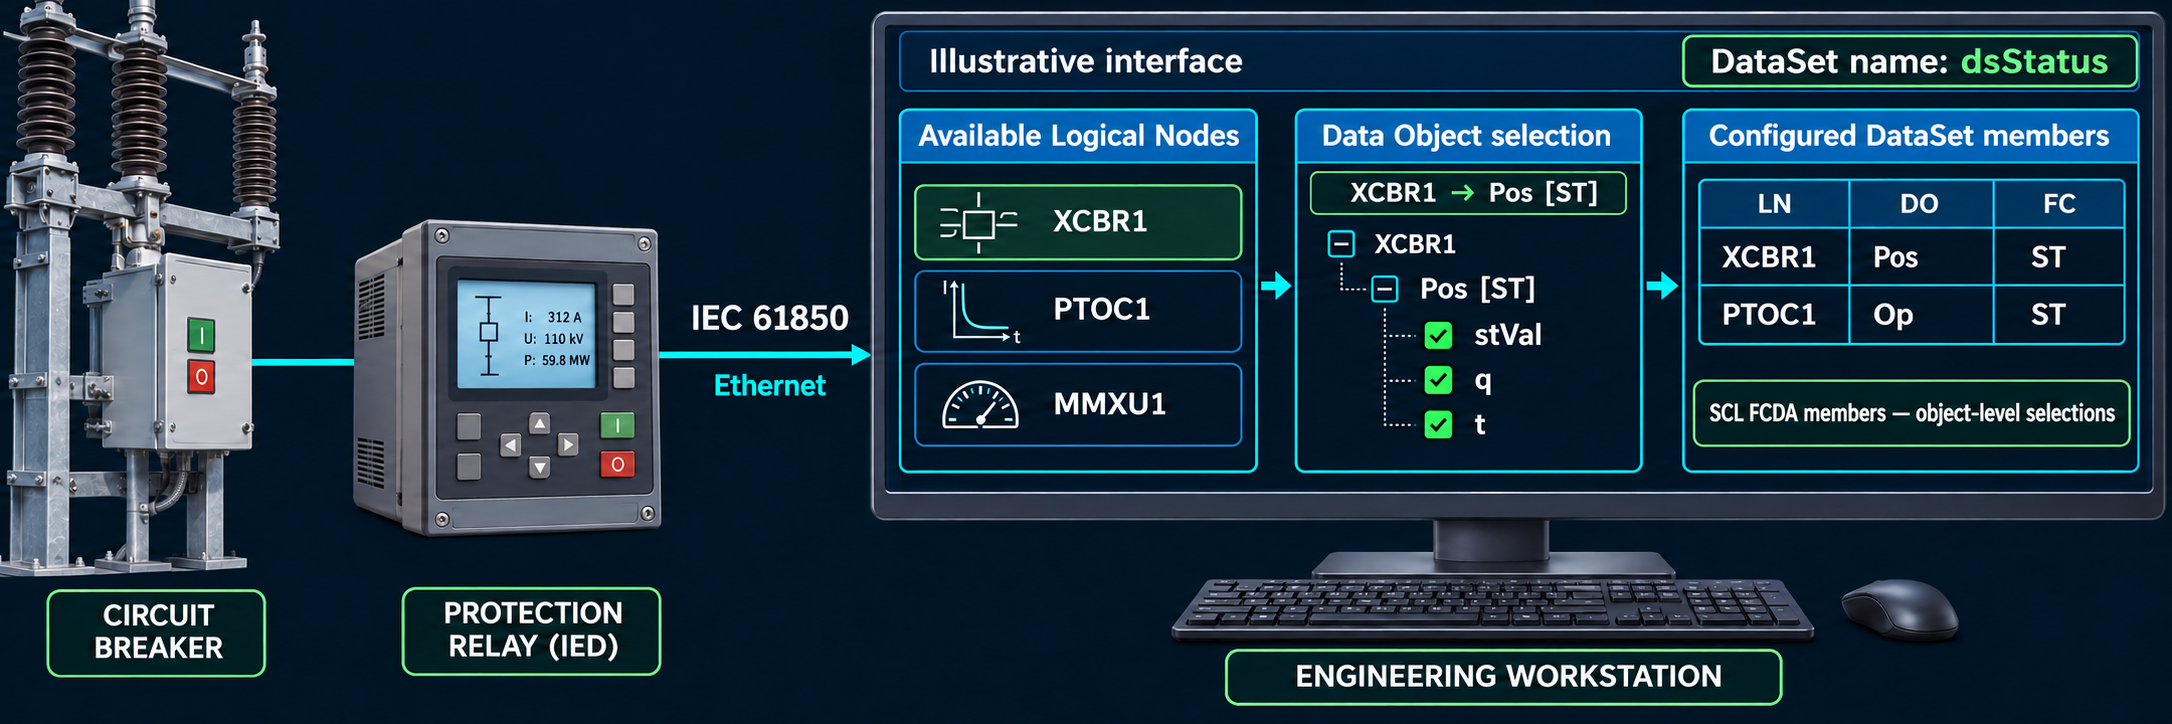 Illustrative interface
DataSet name: dsStatus
Available Logical Nodes
XCBR1
PTOC1
I
t
MMXU1
Data Object selection
XCBR1 → Pos [ST]
XCBR1
Pos [ST]
stVal
q
t
Configured DataSet members
LN DO FC
XCBR1 Pos ST
PTOC1 Op ST
SCL FCDA members — object-level selections
I
O
I: 312 A
U: 110 kV
P: 59.8 MW
I
O
IEC 61850
Ethernet
CIRCUIT
BREAKER
PROTECTION
RELAY (IED)
ENGINEERING WORKSTATION